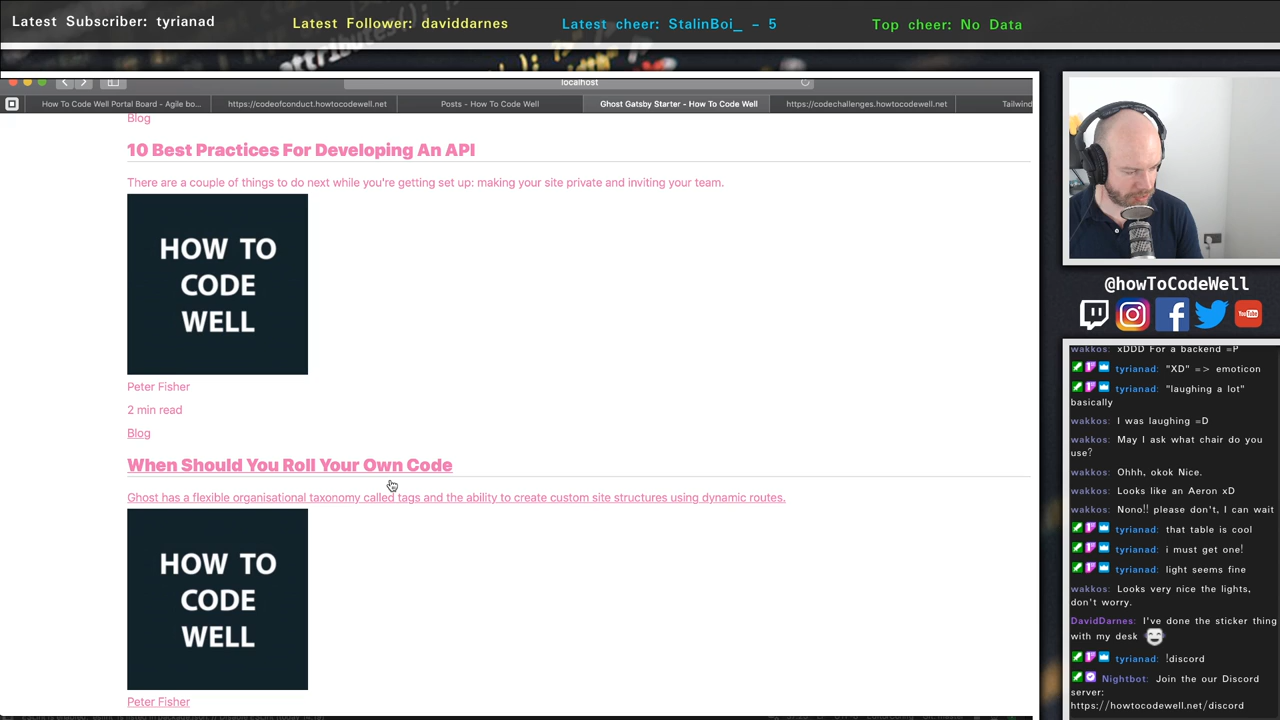 Latest Subscriber: tyrianad
Latest Follower: daviddarnes
Latest cheer: StalinBoi_ - 5
Top cheer: No Data
attributes();
localhost
How To Code Well Portal Board - Agile bo...
https://codeofconduct.howtocodewell.net
Posts - How To Code Well
Ghost Gatsby Starter - How To Code Well
https://codechallenges.howtocodewell.net
Tailwind
Blog
10 Best Practices For Developing An API
There are a couple of things to do next while you're getting set up: making your site private and inviting your team.
HOW TO
CODE
WELL
Peter Fisher
2 min read
Blog
When Should You Roll Your Own Code
Ghost has a flexible organisational taxonomy called tags and the ability to create custom site structures using dynamic routes.
HOW TO
CODE
WELL
Peter Fisher
@howToCodeWell
You Tube
wakkos: xDDD For a backend =P
tyrianad: "XD" => emoticon
tyrianad: "laughing a lot"
basically
wakkos: I was laughing =D
wakkos: May I ask what chair do you
use?
wakkos: Ohhh, okok Nice.
wakkos: Looks like an Aeron xD
wakkos: Nono!! please don't, I can wait
tyrianad: that table is cool
tyrianad: i must get one!
tyrianad: light seems fine
wakkos: Looks very nice the lights,
don't worry.
DavidDarnes: I've done the sticker thing
with my desk
tyrianad: !discord
Nightbot: Join the our Discord
server:
https://howtocodewell.net/discord